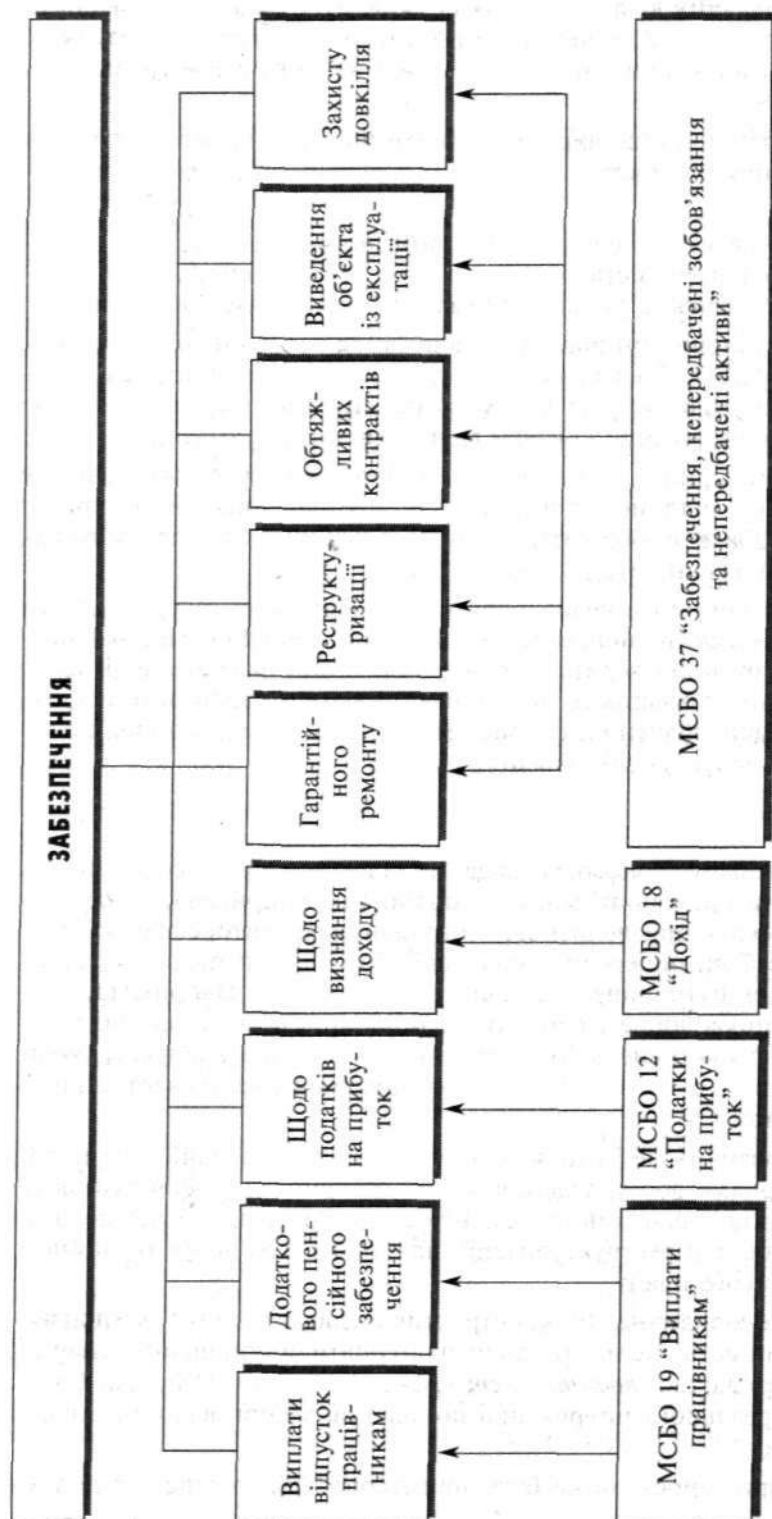 ЗАБЕЗПЕЧЕННЯ
Виплати
відпусток
праців-
никам
Додатко-
вого пен-
сійного
забезпе-
чення
Щодо
податків
на прибу-
ток
Щодо
визнання
доходу
Гарантій-
ного
ремонту
Реструкту-
ризації
Обтяж-
ливих
контрактів
Виведення
об’єкта
із експлуа-
тації
Захисту
довкілля
МСБО 19 “Виплати
працівникам”
МСБО 12
“Податки
на прибу-
ток”
МСБО 18
“Дохід”
МСБО 37 “Забезпечення, непередбачені зобов’язання
та непередбачені активи”